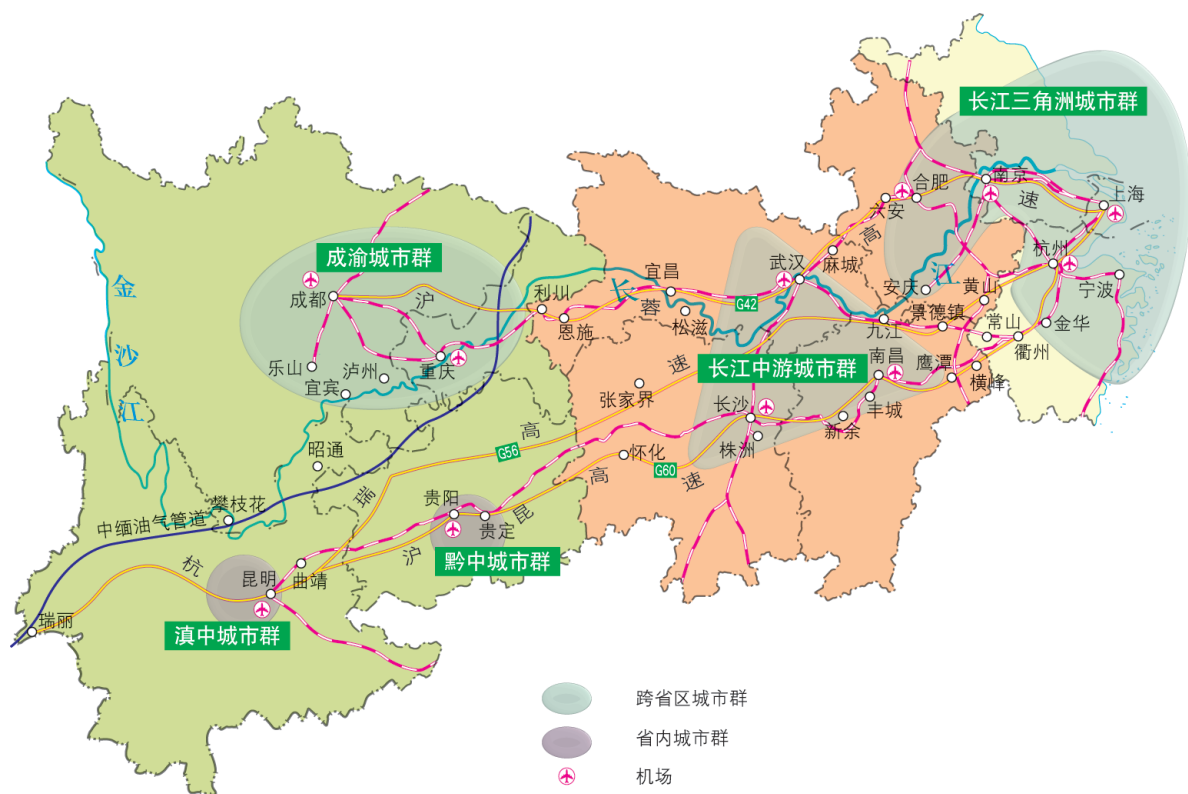 长江三角洲城市群
合肥
南京
六安
速
上海
高
成渝城市群
杭州
武汉
麻城
金
宜昌
安庆
江
黄山
宁波
成都
沪
利川
长
蓉
G42
沙
恩施
松滋
九江
景德镇
常山
金华
衢州
乐山
泸州
重庆
速
长江中游城市群
南昌
鹰潭
横峰
宜宾
江
张家界
长沙
丰城
新余
株洲
昭通
高
G56
怀化
G60
高
速
瑞
攀枝花
贵阳
昆
中缅油气管道
贵定
沪
黔中城市群
杭
昆明
曲靖
瑞丽
滇中城市群
跨省区城市群
省内城市群
机场